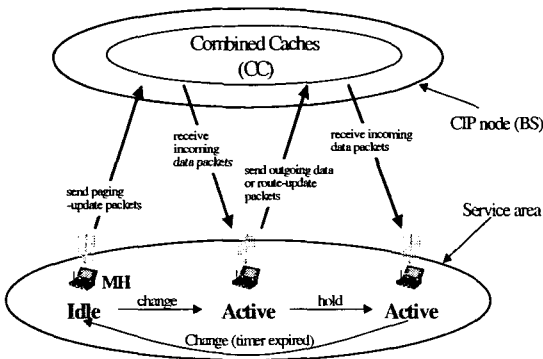 Combined Caches
(CC)
CIP node (BS)
receive
incoming
data packets
receive incoming
data packets
send outgoing data
or route-update
packets
send paging
-update packets
Service area
MH
Idle
change
Active
hold
Active
Change (timer expired)